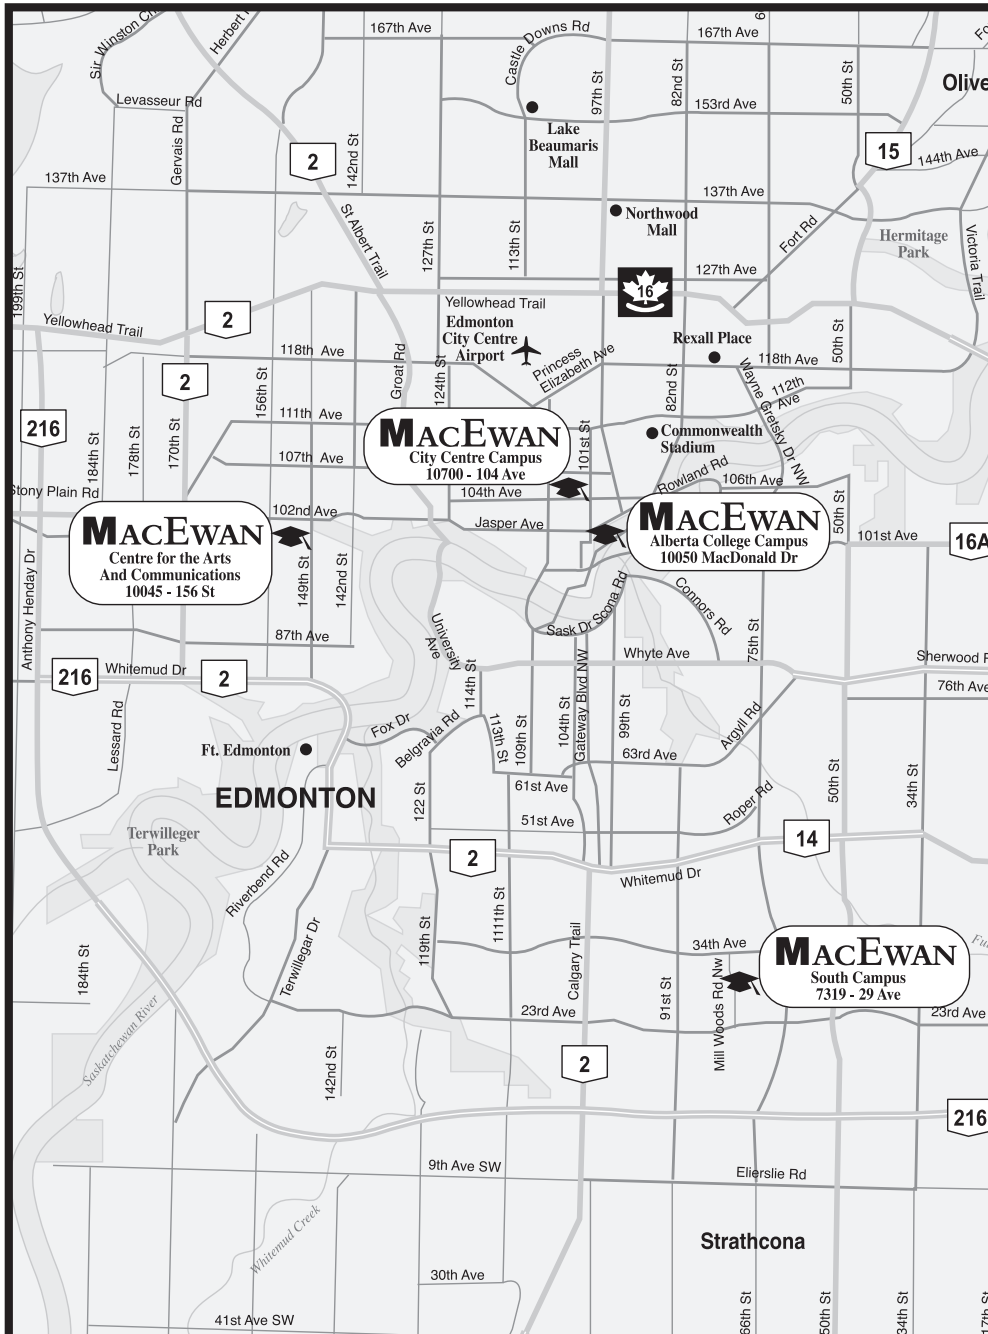 167th Ave
Castle Downs Rd
167th Ave
Herbert
Sir Winston
97th St
82nd St
50th St
Olive
Levasseur Rd
153rd Ave
Gervais Rd
142nd St
Lake
Beaumaris
Mall
2
15
144th Ave
137th Ave
137th Ave
St Albert Trail
127th St
113th St
Northwood
Mall
Fort Rd
Hermitage
Park
Victoria Trail
199th St
127th Ave
16
Yellowhead Trail
Yellowhead Trail
2
Edmonton
City Centre
Airport
Rexall Place
50th St
118th Ave
118th Ave
Groat Rd
124th St
Princess
Elizabeth Ave
82nd St
Wayne Gretsky Dr NW
112th
Ave
2
156th St
111th Ave
216
184th St
178th St
170th St
107th Ave
MACEWAN
City Centre Campus
10700 - 104 Ave
101st St
Commonwealth
Stadium
Rowland Rd
106th Ave
Stony Plain Rd
104th Ave
102nd Ave
Jasper Ave
50th St
101st Ave
16A
MACEWAN
Centre for the Arts
And Communications
10045 - 156 St
MACEWAN
Alberta College Campus
10050 MacDonald Dr
Anthony Henday Dr
149th St
142nd St
Scona Rd
Connors Rd
87th Ave
University
Ave
Sask Dr
75th St
Whyte Ave
Sherwood
216
Whitemud Dr
2
114th St
Gateway Blvd NW
76th Ave
Lessard Rd
Fox Dr
Belgravia Rd
113th St
109th St
104th St
99th St
Argyll Rd
Ft. Edmonton
63rd Ave
EDMONTON
61st Ave
122 St
50th St
34th St
Roper Rd
51st Ave
Terwilleger
Park
14
2
Riverbend Rd
Whitemud Dr
1111th St
Terwillegar Dr
119th St
Calgary Trail
34th Ave
MACEWAN
South Campus
7319 - 29 Ave
184th St
91st St
Mill Woods Rd Nw
23rd Ave
23rd Ave
Saskatchewan River
142nd St
2
216
9th Ave SW
Elierslie Rd
Whitemud Creek
Strathcona
30th Ave
41st Ave SW
66th St
50th St
34th St
17th St